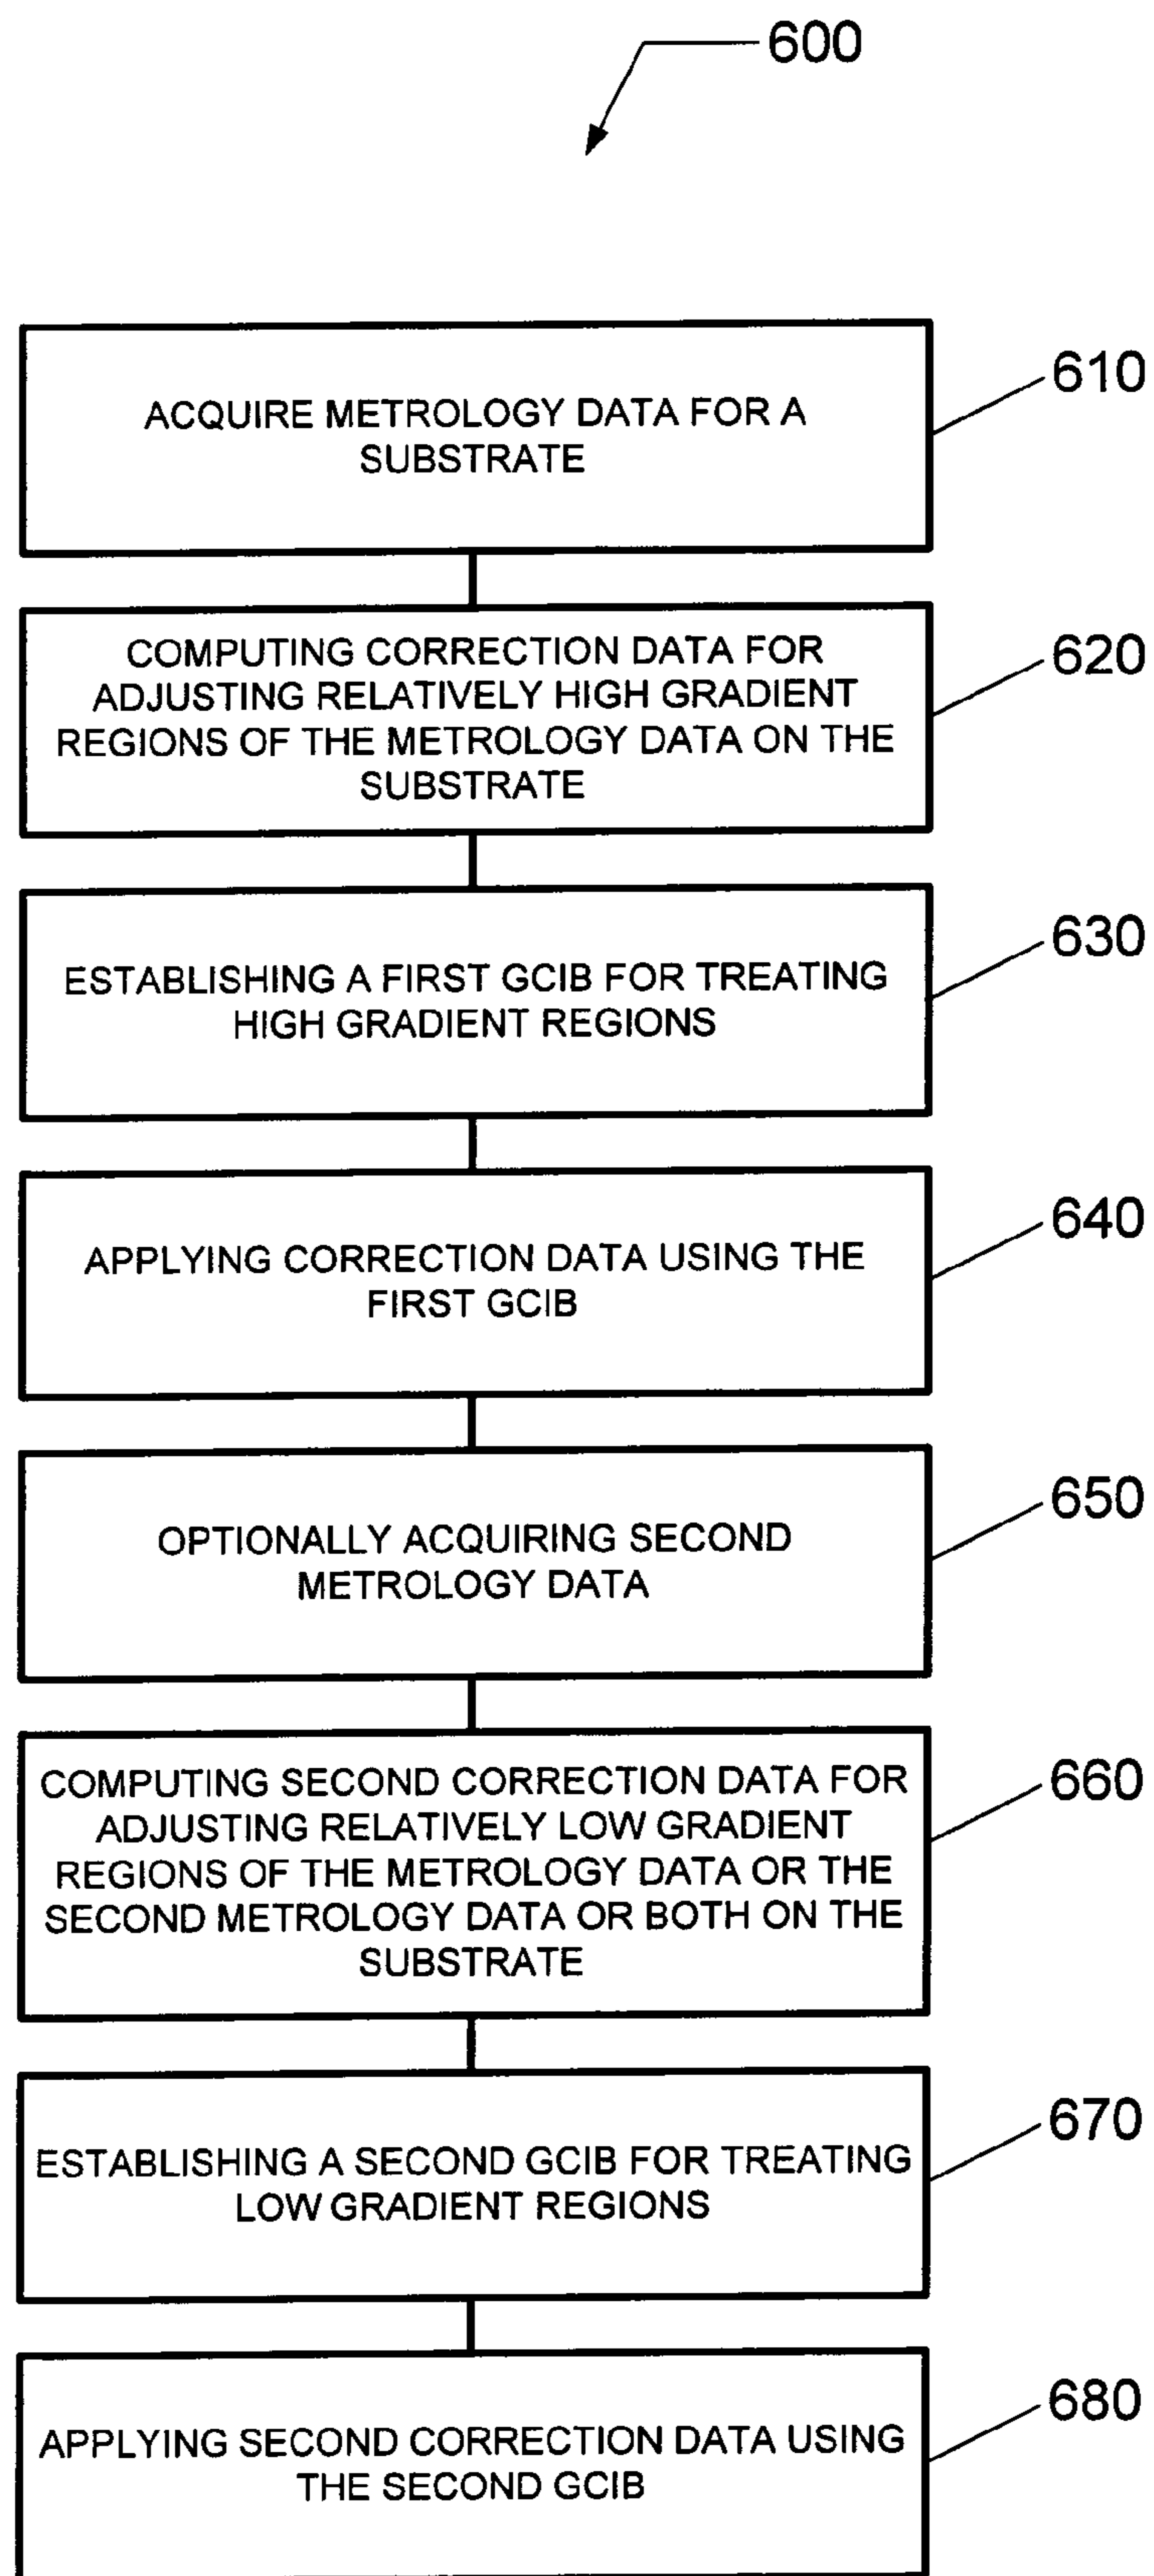 600
ACQUIRE METROLOGY DATA FOR A
SUBSTRATE
610
COMPUTING CORRECTION DATA FOR
ADJUSTING RELATIVELY HIGH GRADIENT
REGIONS OF THE METROLOGY DATA ON THE
SUBSTRATE
620
ESTABLISHING A FIRST GCIB FOR TREATING
HIGH GRADIENT REGIONS
630
APPLYING CORRECTION DATA USING THE
FIRST GCIB
640
OPTIONALLY ACQUIRING SECOND
METROLOGY DATA
650
COMPUTING SECOND CORRECTION DATA FOR
ADJUSTING RELATIVELY LOW GRADIENT
REGIONS OF THE METROLOGY DATA OR THE
SECOND METROLOGY DATA OR BOTH ON THE
SUBSTRATE
660
ESTABLISHING A SECOND GCIB FOR TREATING
LOW GRADIENT REGIONS
670
APPLYING SECOND CORRECTION DATA USING
THE SECOND GCIB
680